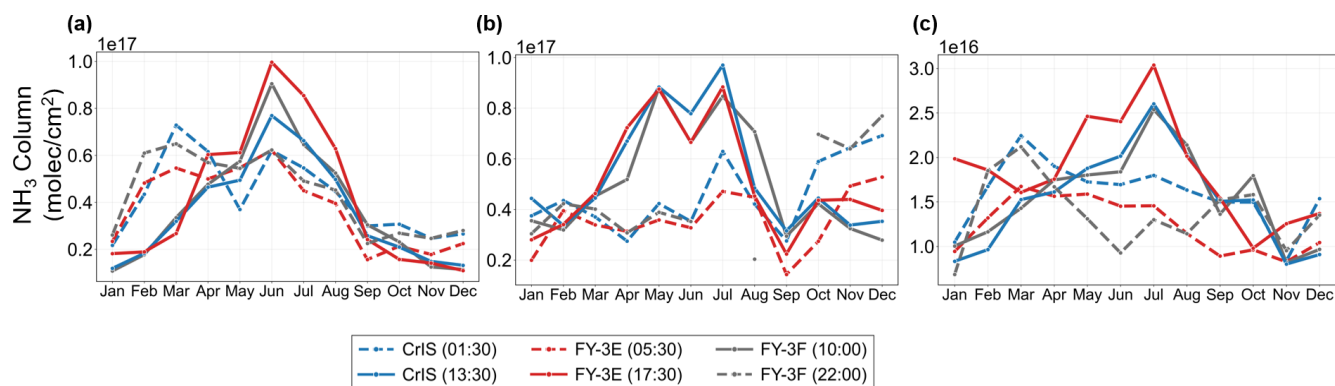 (a)
(b)
(c)
1e17
1e17
1e16
NH3 Column
(molec/cm2)
1.0
0.8
0.6
0.4
0.2
Jan Feb Mar Apr May Jun Jul Aug Sep Oct Nov Dec
1.0
0.8
0.6
0.4
0.2
Jan Feb Mar Apr May Jun Jul Aug Sep Oct Nov Dec
3.0
2.5
2.0
1.5
1.0
Jan Feb Mar Apr May Jun Jul Aug Sep Oct Nov Dec
CrIS (01:30) FY-3E (05:30) FY-3F (10:00)
CrIS (13:30) FY-3E (17:30) FY-3F (22:00)